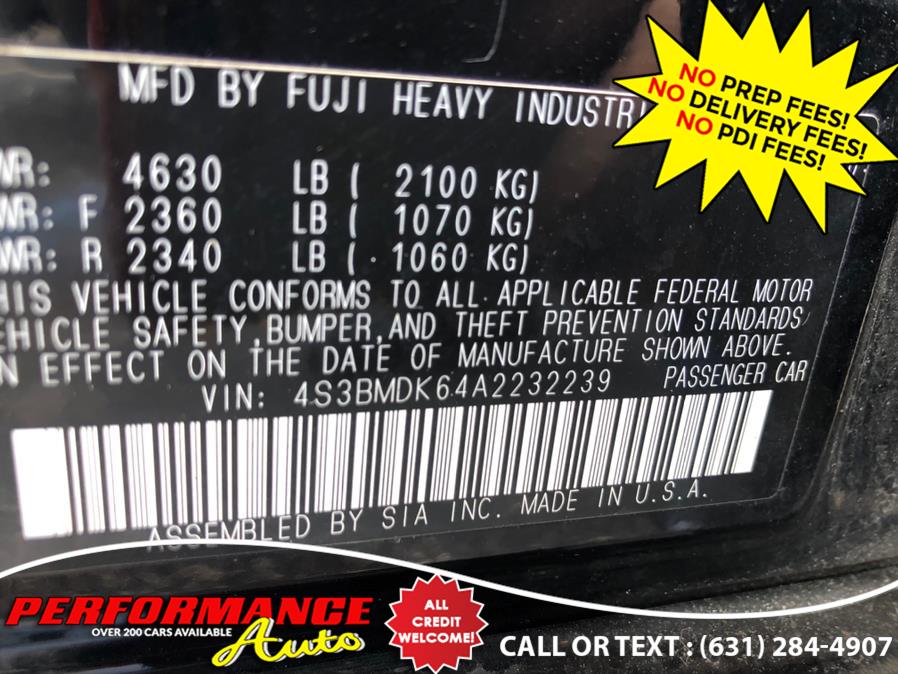 MFD BY FUJI HEAVY INDUSTRI
NO PREP FEES!
NO DELIVERY FEES!
NO PDI FEES!
WR: 4630 LB ( 2100 KG)
WR: F 2360 LB ( 1070 KG)
WR: R 2340 LB ( 1060 KG)
HIS VEHICLE CONFORMS TO ALL APPLICABLE FEDERAL MOTOR
EHICLE SAFETY, BUMPER, AND THEFT PREVENTION STANDARDS
N EFFECT ON THE DATE OF MANUFACTURE SHOWN ABOVE.
VIN: 4S3BMDK64A2232239 PASSENGER CAR
ASSEMBLED BY SIA INC. MADE IN U.S.A.
PERFORMANCE
OVER 200 CARS AVAILABLE
Auto
ALL
CREDIT
WELCOME!
CALL OR TEXT : (631) 284-4907